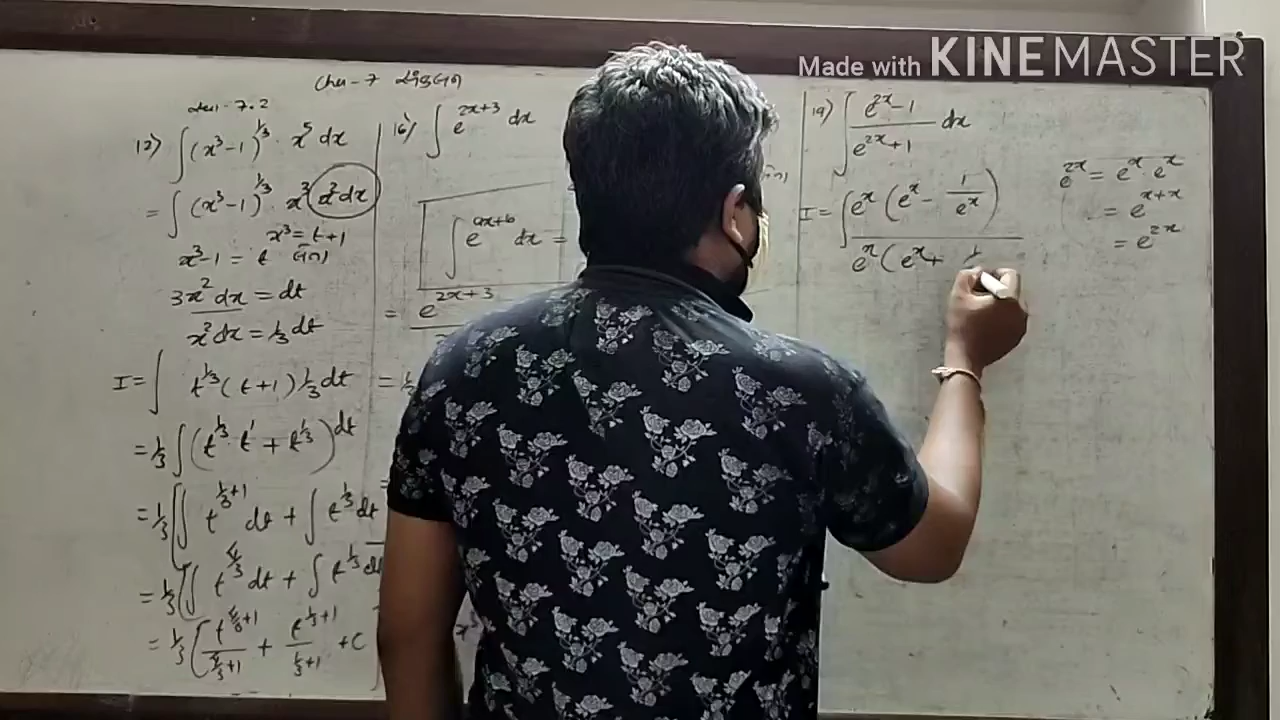 Made with KINEMASTER
Ch-7 સંકલન
12) ∫ (x³-1)^(1/3) · x⁵ dx
= ∫ (x³-1)^(1/3) · x³ x² dx
x³ = t+1
x³-1 = t
3x² dx = dt
x² dx = 1/3 dt
I = ∫ t^(1/3) (t+1) 1/3 dt
= 1/3 ∫ (t^(1/3) · t¹ + t^(1/3)) dt
= 1/3 [∫ t^(1/3+1) dt + ∫ t^(1/3) dt
= 1/3 [∫ t^(4/3) dt + ∫ t^(1/3) dt
= 1/3 [t^(4/3+1)/(4/3+1) + t^(1/3+1)/(1/3+1) + C
16) ∫ e^(2x+3) dx
∫ e^(ax+b) dx =
= e^(2x+3)
19) ∫ (e^(2x)-1)/(e^(2x)+1) dx
I = ∫ e^x (e^x - 1/e^x)
e^x (e^x +
e^(2x) = e^x · e^x
= e^(x+x)
= e^(2x)